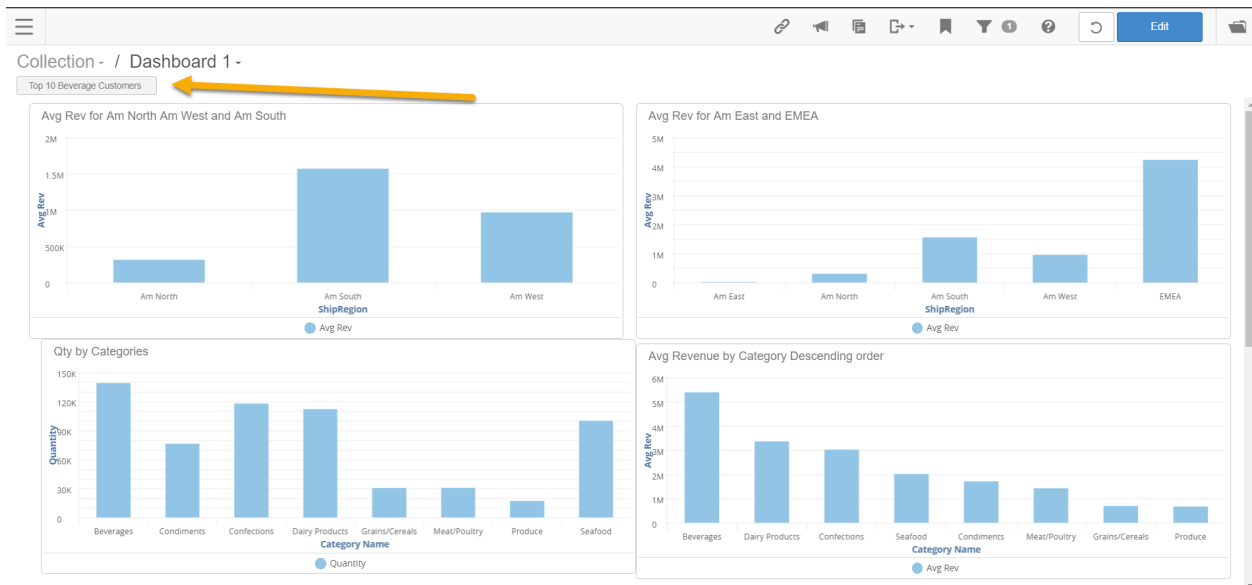 1
Edit
Collection / Dashboard 1
Top 10 Beverage Customers
Avg Rev for Am North Am West and Am South
2M
1.5M
1M
500K
0
Avg Rev
Am North Am South Am West
ShipRegion
Avg Rev
Avg Rev for Am East and EMEA
5M
4M
3M
2M
1M
0
Avg Rev
Am East Am North Am South Am West EMEA
ShipRegion
Avg Rev
Qty by Categories
150K
120K
90K
60K
30K
0
Quantity
Beverages Condiments Confections Dairy Products Grains/Cereals Meat/Poultry Produce Seafood
Category Name
Quantity
Avg Revenue by Category Descending order
6M
5M
4M
3M
2M
1M
0
Avg Rev
Beverages Dairy Products Confections Seafood Condiments Meat/Poultry Grains/Cereals Produce
Category Name
Avg Rev